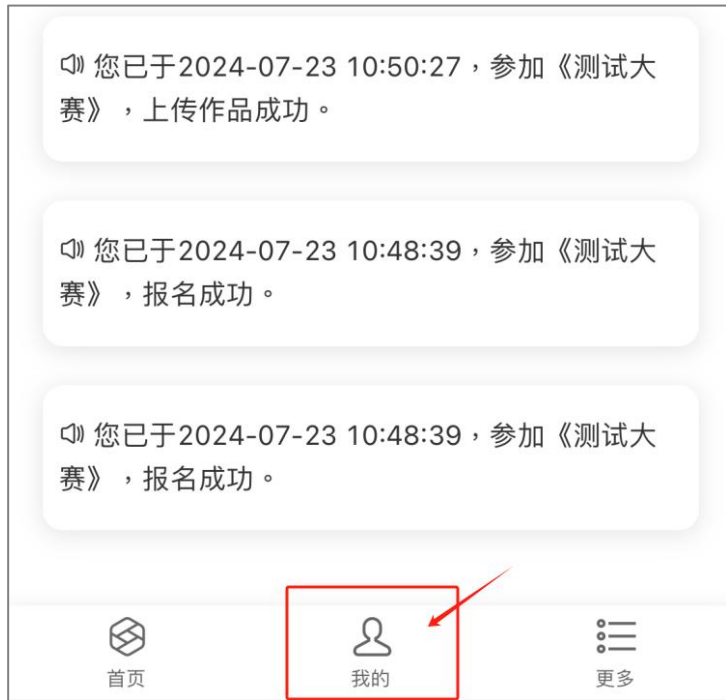 您已于2024-07-23 10:50:27，参加《测试大
赛》，上传作品成功。
您已于2024-07-23 10:48:39，参加《测试大
赛》，报名成功。
您已于2024-07-23 10:48:39，参加《测试大
赛》，报名成功。
首页
我的
更多